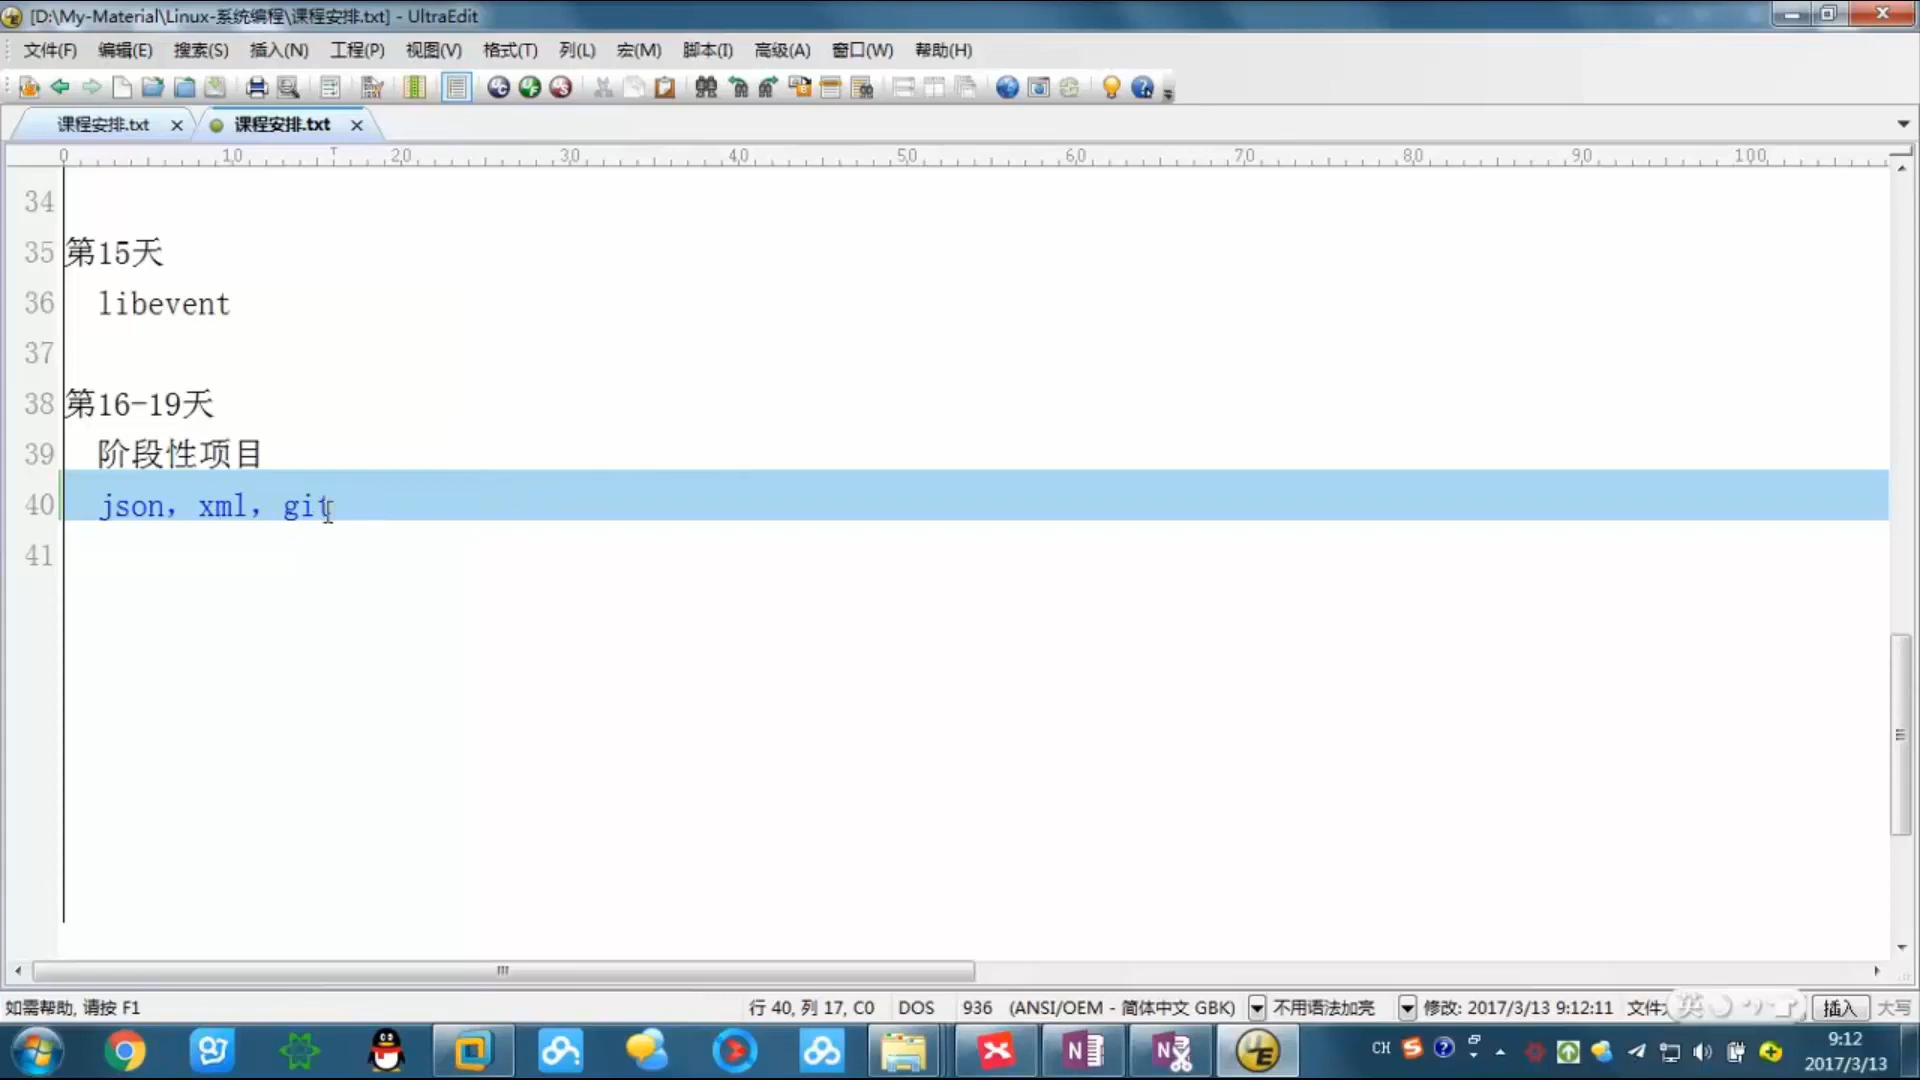 [D:\My-Material\Linux-系统编程\课程安排.txt] - UltraEdit
文件(F) 编辑(E) 搜索(S) 插入(N) 工程(P) 视图(V) 格式(T) 列(L) 宏(M) 脚本(I) 高级(A) 窗口(W) 帮助(H)
课程安排.txt 课程安排.txt
0 10 20 30 40 50 60 70 80 90 100
34
35 第15天
36 libevent
37
38 第16-19天
39 阶段性项目
40 json，xml，git
41
如需帮助, 请按 F1 行 40, 列 17, C0 DOS 936 (ANSI/OEM - 简体中文 GBK) 不用语法加亮 修改: 2017/3/13 9:12:11 文件 英 插入 大写
CH 9:12
2017/3/13